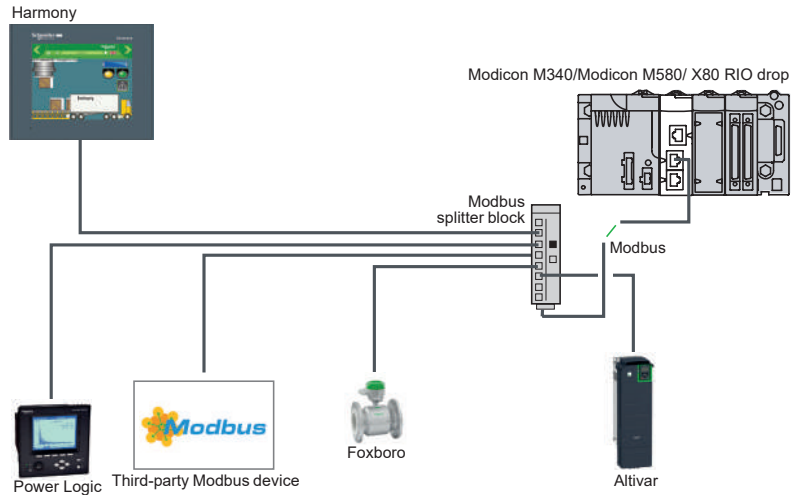 Harmony
Schneider
Modicon M340/Modicon M580/ X80 RIO drop
Modbus
splitter block
Modbus
Modbus
Foxboro
Power Logic
Third-party Modbus device
Altivar